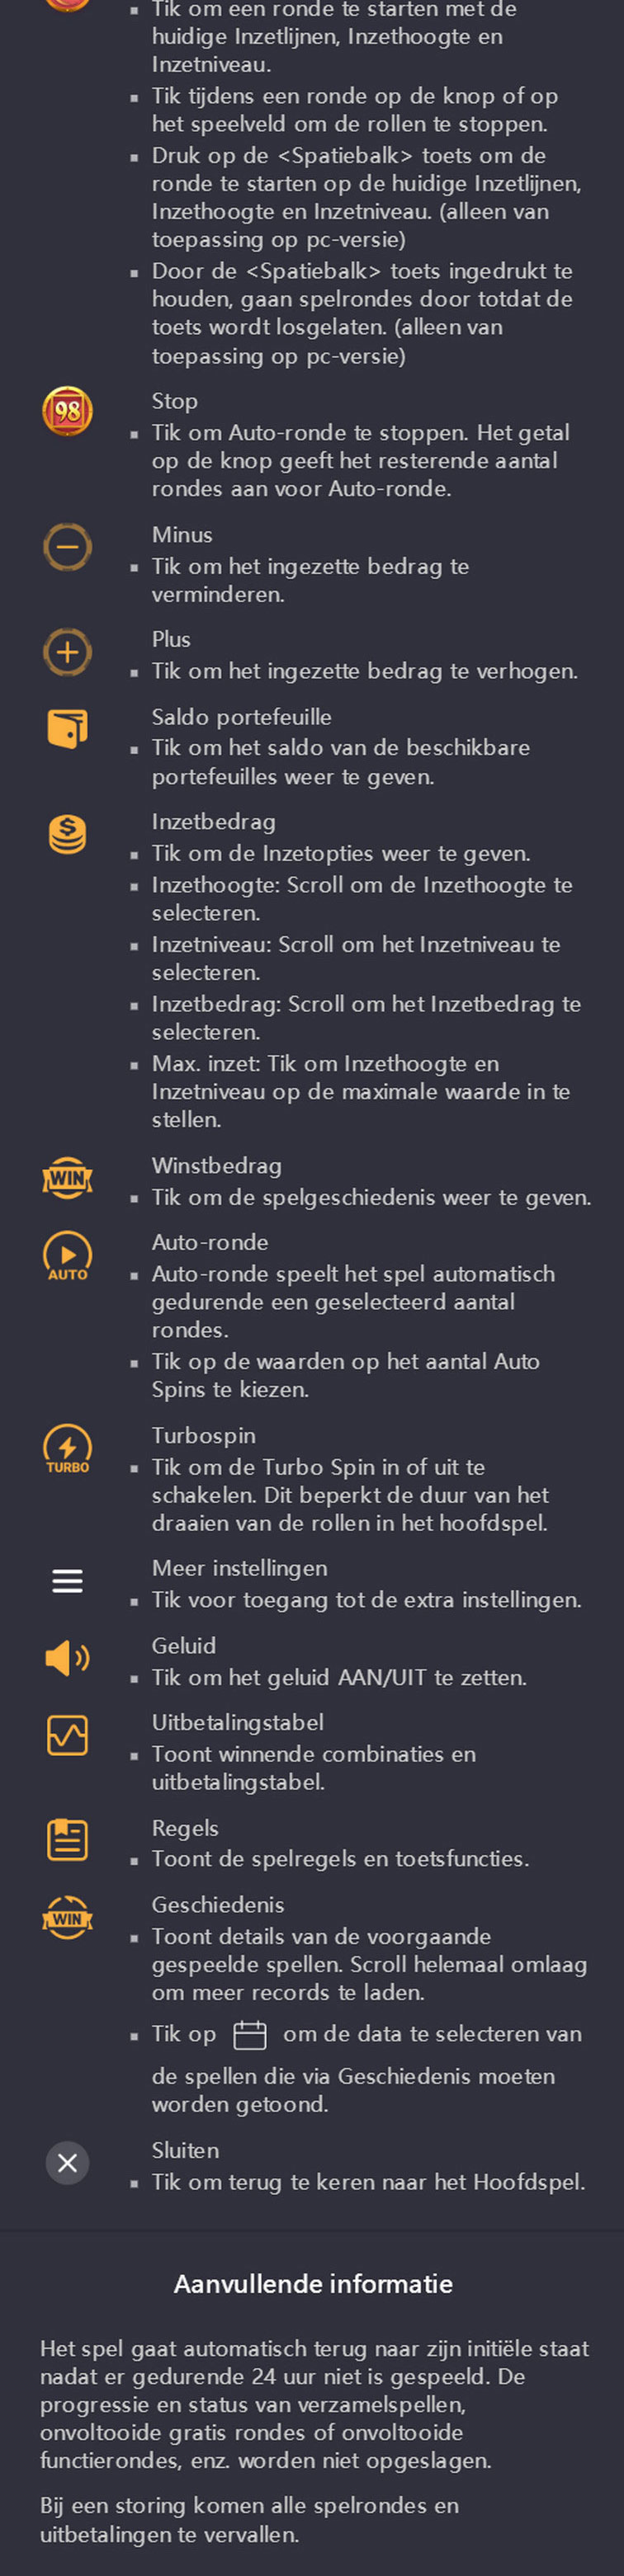 Tik om een ronde te starten met de
huidige Inzetlijnen, Inzethoogte en
Inzetniveau.
Tik tijdens een ronde op de knop of op
het speelveld om de rollen te stoppen.
Druk op de <Spatiebalk> toets om de
ronde te starten op de huidige Inzetlijnen,
Inzethoogte en Inzetniveau. (alleen van
toepassing op pc-versie)
Door de <Spatiebalk> toets ingedrukt te
houden, gaan spelrondes door totdat de
toets wordt losgelaten. (alleen van
toepassing op pc-versie)
98
Stop
Tik om Auto-ronde te stoppen. Het getal
op de knop geeft het resterende aantal
rondes aan voor Auto-ronde.
Minus
Tik om het ingezette bedrag te
verminderen.
Plus
Tik om het ingezette bedrag te verhogen.
Saldo portefeuille
Tik om het saldo van de beschikbare
portefeuilles weer te geven.
Inzetbedrag
Tik om de Inzetopties weer te geven.
Inzethoogte: Scroll om de Inzethoogte te
selecteren.
Inzetniveau: Scroll om het Inzetniveau te
selecteren.
Inzetbedrag: Scroll om het Inzetbedrag te
selecteren.
Max. inzet: Tik om Inzethoogte en
Inzetniveau op de maximale waarde in te
stellen.
WIN
Winstbedrag
Tik om de spelgeschiedenis weer te geven.
AUTO
Auto-ronde
Auto-ronde speelt het spel automatisch
gedurende een geselecteerd aantal
rondes.
Tik op de waarden op het aantal Auto
Spins te kiezen.
TURBO
Turbospin
Tik om de Turbo Spin in of uit te
schakelen. Dit beperkt de duur van het
draaien van de rollen in het hoofdspel.
Meer instellingen
Tik voor toegang tot de extra instellingen.
Geluid
Tik om het geluid AAN/UIT te zetten.
Uitbetalingstabel
Toont winnende combinaties en
uitbetalingstabel.
Regels
Toont de spelregels en toetsfuncties.
WIN
Geschiedenis
Toont details van de voorgaande
gespeelde spellen. Scroll helemaal omlaag
om meer records te laden.
Tik op om de data te selecteren van
de spellen die via Geschiedenis moeten
worden getoond.
Sluiten
Tik om terug te keren naar het Hoofdspel.
Aanvullende informatie
Het spel gaat automatisch terug naar zijn initiële staat
nadat er gedurende 24 uur niet is gespeeld. De
progressie en status van verzamelspellen,
onvoltooide gratis rondes of onvoltooide
functierondes, enz. worden niet opgeslagen.
Bij een storing komen alle spelrondes en
uitbetalingen te vervallen.